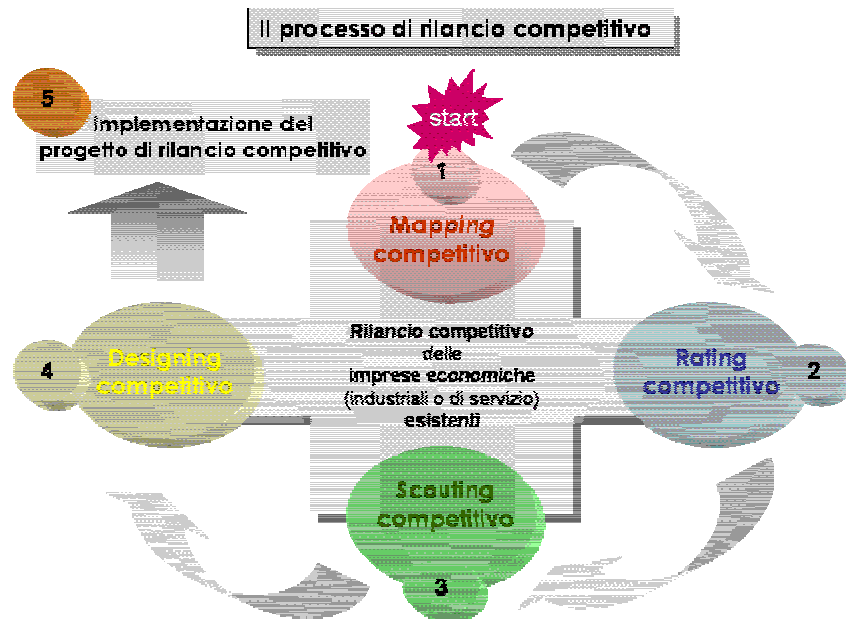 Il processo di rilancio competitivo
5
Implementazione del
progetto di rilancio competitivo
start
1
Mapping
competitivo
Rilancio competitivo
delle
imprese economiche
(industriali o di servizio)
esistenti
Rating
competitivo
2
Scouting
competitivo
3
4
Designing
competitivo